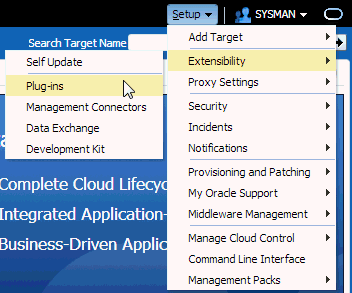 Setup
SYSMAN
Search Target Name
Add Target
Extensibility
Proxy Settings
Security
Incidents
Notifications
Provisioning and Patching
My Oracle Support
Middleware Management
Manage Cloud Control
Command Line Interface
Management Packs
Self Update
Plug-ins
Management Connectors
Data Exchange
Development Kit
Complete Cloud Lifecy
Integrated Application-
Business-Driven Applic